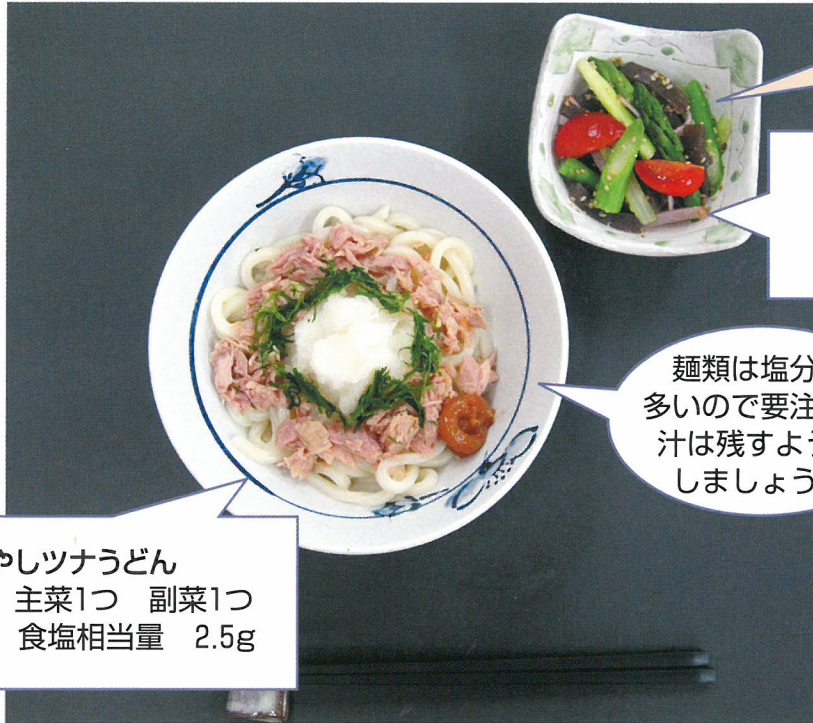 麺類は塩分
多いので要注
汁は残すよう
しましょう
やしツナうどん
主菜1つ 副菜1つ
食塩相当量 2.5g